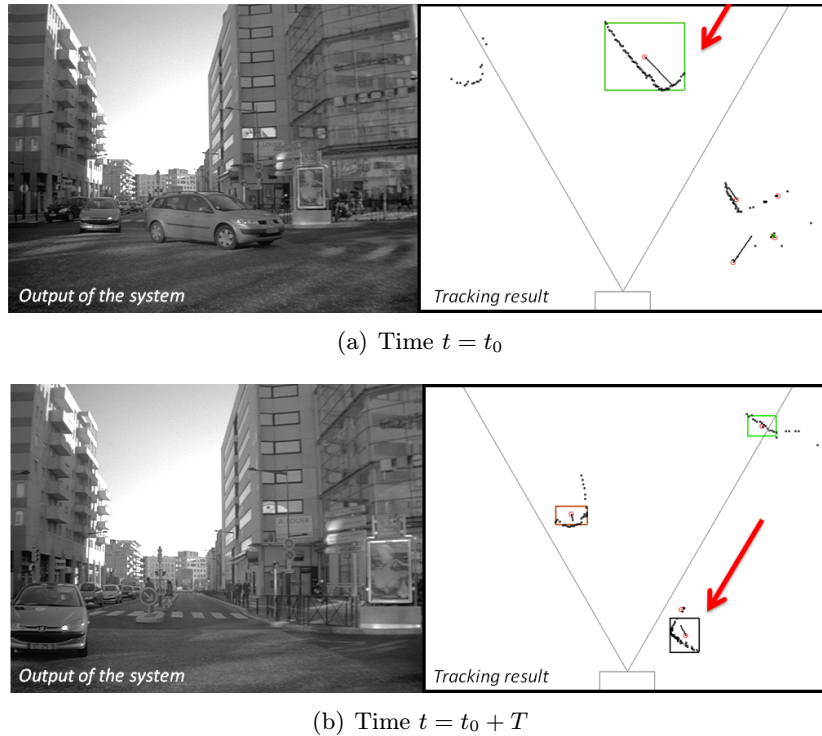 Output of the system
Tracking result
(a) Time t = t₀
Output of the system
Tracking result
(b) Time t = t₀ + T